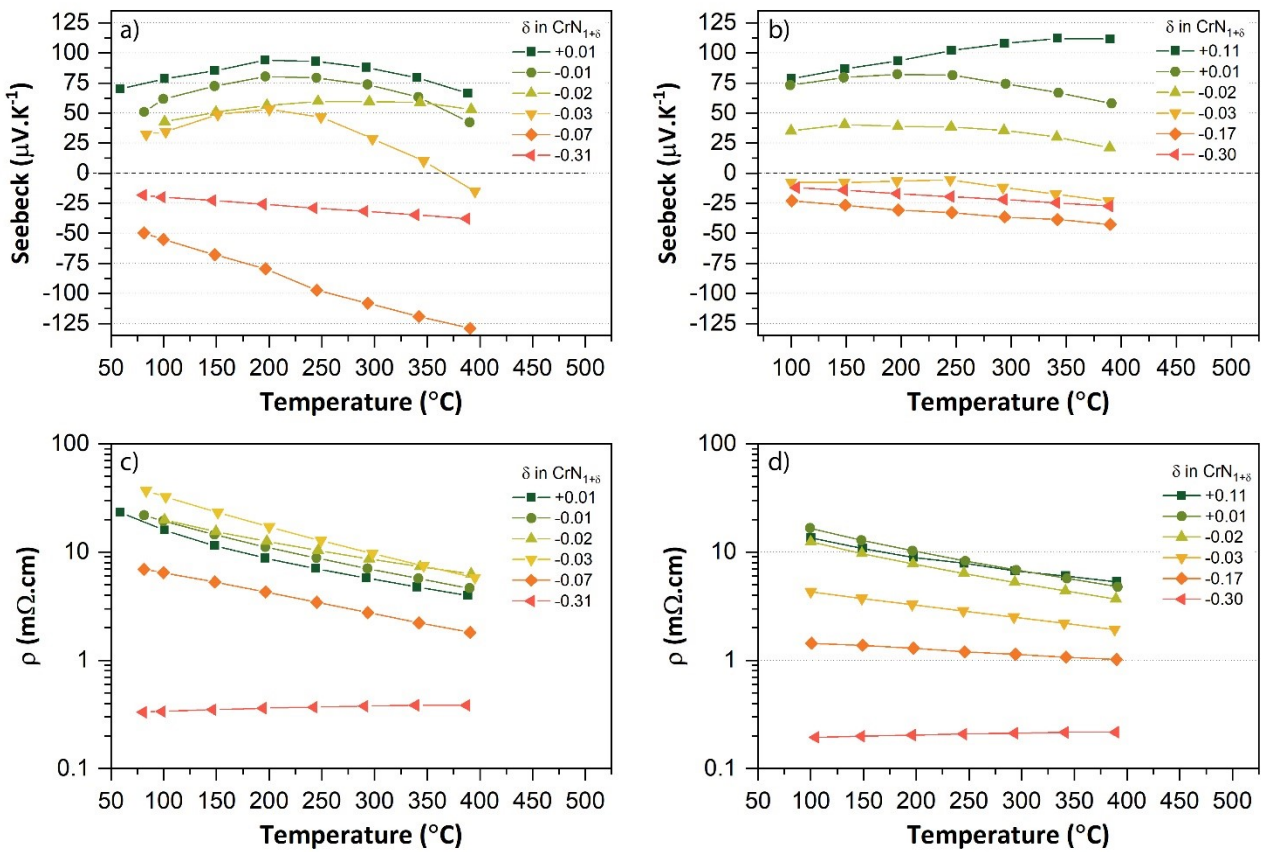 a)
Seebeck (μV.K⁻¹)
125
100
75
50
25
0
-25
-50
-75
-100
-125
δ in CrN₁₊δ
+0.01
-0.01
-0.02
-0.03
-0.07
-0.31
50 100 150 200 250 300 350 400 450 500
Temperature (°C)
b)
Seebeck (μV.K⁻¹)
125
100
75
50
25
0
-25
-50
-75
-100
-125
δ in CrN₁₊δ
+0.11
+0.01
-0.02
-0.03
-0.17
-0.30
100 150 200 250 300 350 400 450 500
Temperature (°C)
c)
ρ (mΩ.cm)
100
10
1
0.1
δ in CrN₁₊δ
+0.01
-0.01
-0.02
-0.03
-0.07
-0.31
50 100 150 200 250 300 350 400 450 500
Temperature (°C)
d)
ρ (mΩ.cm)
100
10
1
0.1
δ in CrN₁₊δ
+0.11
+0.01
-0.02
-0.03
-0.17
-0.30
50 100 150 200 250 300 350 400 450 500
Temperature (°C)